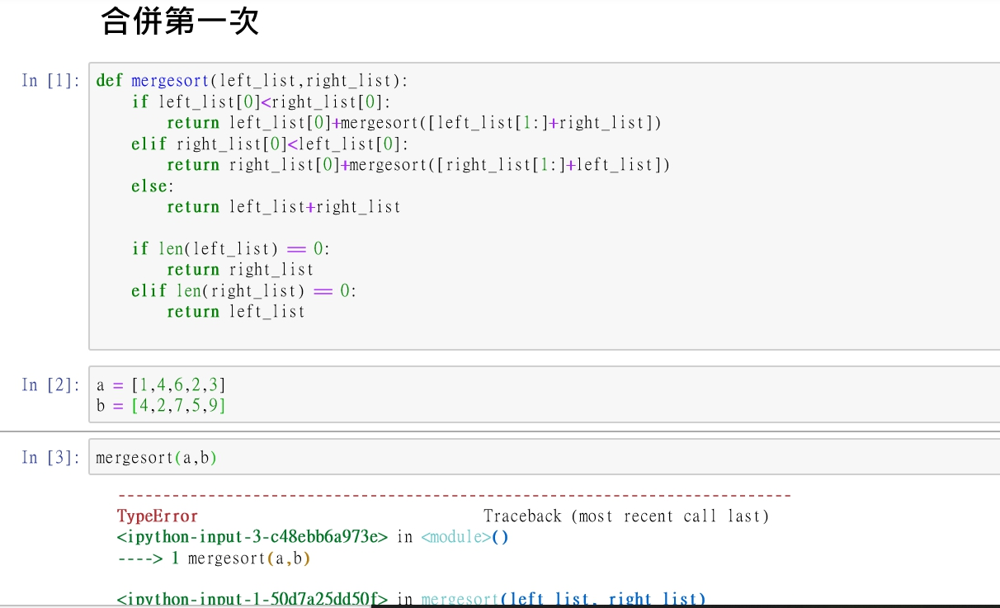 合併第一次
In [1]: def mergesort(left_list,right_list):
    if left_list[0]<right_list[0]:
        return left_list[0]+mergesort([left_list[1:]+right_list])
    elif right_list[0]<left_list[0]:
        return right_list[0]+mergesort([right_list[1:]+left_list])
    else:
        return left_list+right_list
    if len(left_list) == 0:
        return right_list
    elif len(right_list) == 0:
        return left_list
In [2]: a = [1,4,6,2,3]
b = [4,2,7,5,9]
In [3]: mergesort(a,b)
---------------------------------------------------------------------------
TypeError                                 Traceback (most recent call last)
<ipython-input-3-c48ebb6a973e> in <module>()
----> 1 mergesort(a,b)
<ipython-input-1-50d7a25dd50f> in mergesort(left_list, right_list)